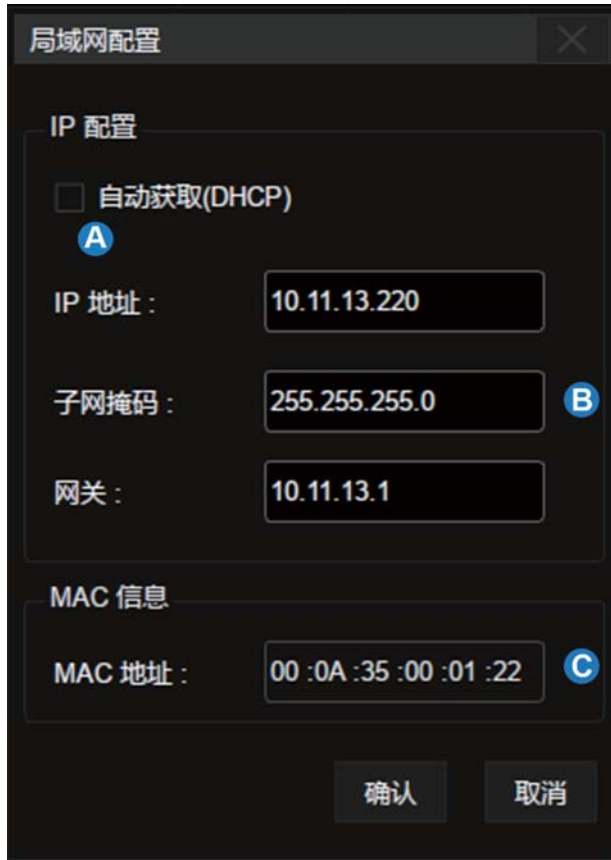 局域网配置
IP 配置
自动获取(DHCP)
A
IP 地址 : 10.11.13.220
子网掩码 : 255.255.255.0 B
网关 : 10.11.13.1
MAC 信息
MAC 地址 : 00 :0A :35 :00 :01 :22 C
确认 取消